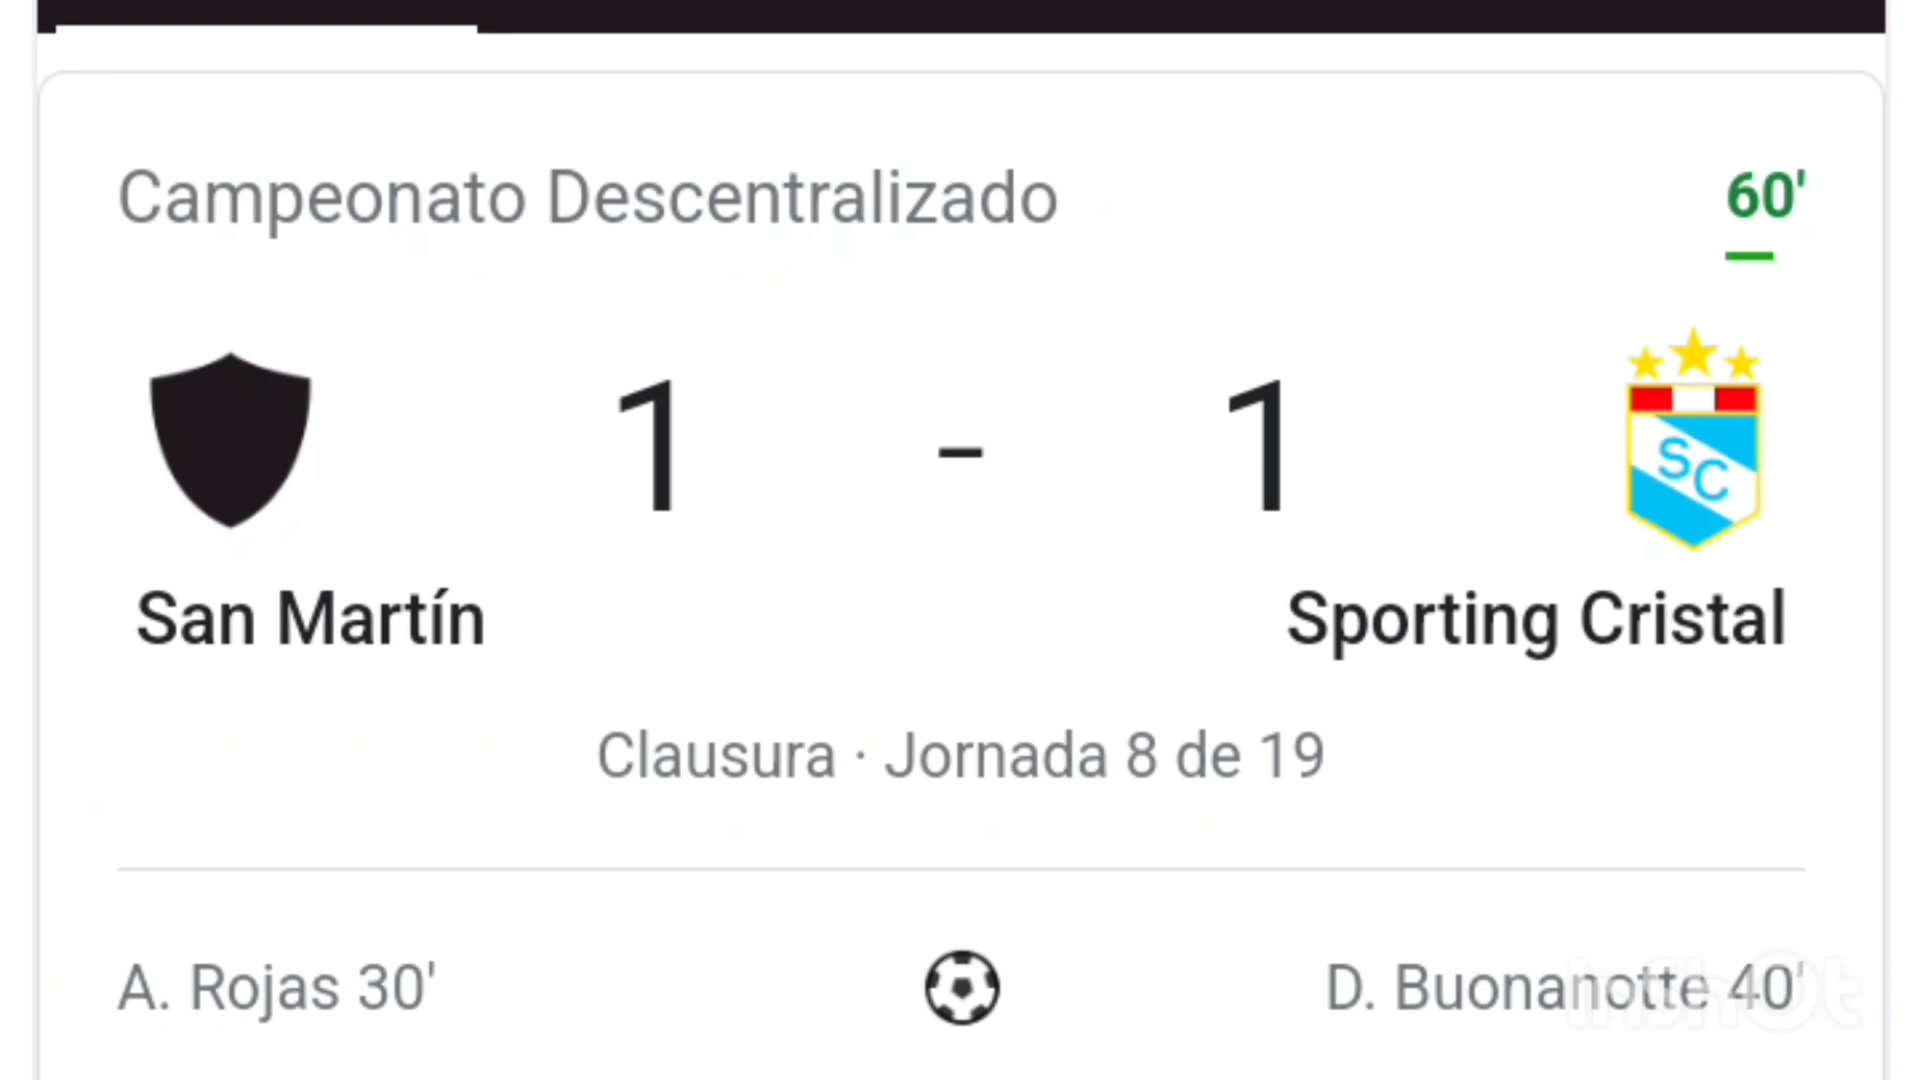 Campeonato Descentralizado
60'
1 - 1
SC
San Martín
Sporting Cristal
Clausura · Jornada 8 de 19
A. Rojas 30'
D. Buonanotte 40'
InShOt